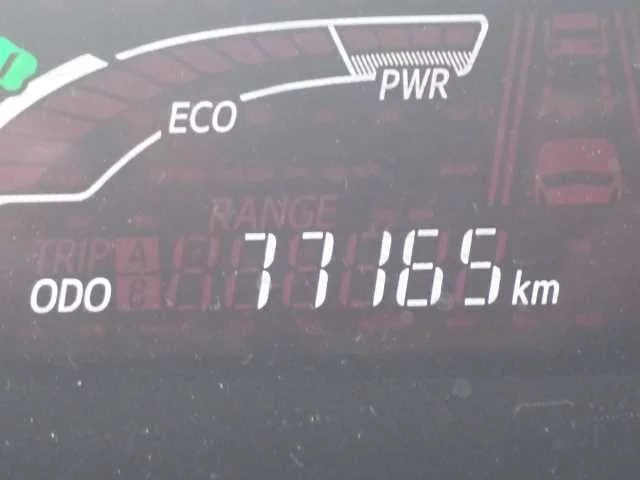 PWR
ECO
RANGE
TRIP A
B
ODO 77165 km